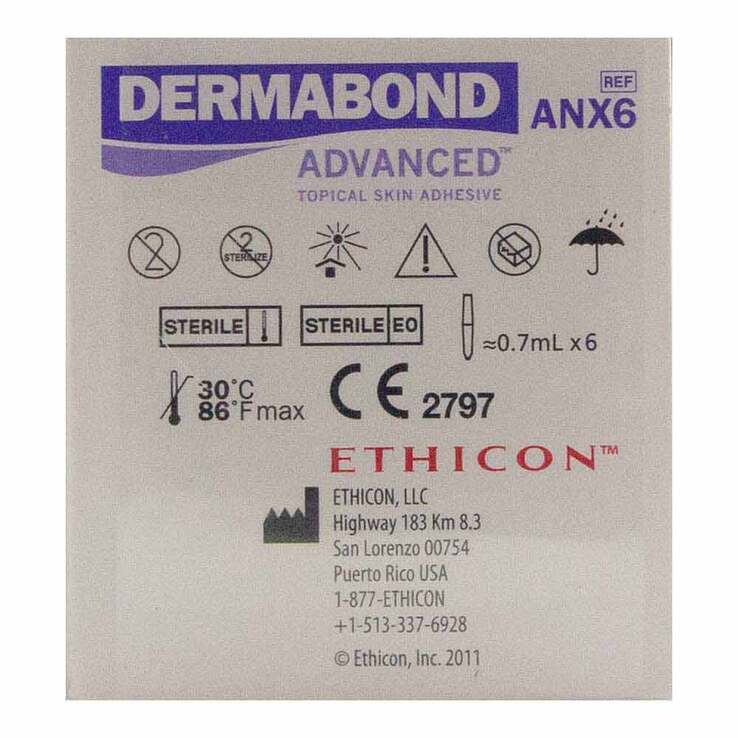 DERMABOND
REF
ANX6
ADVANCED™
TOPICAL SKIN ADHESIVE
2
2
STERILIZE
STERILE
STERILE EO
≈0.7mL x 6
30°C
86°F max
CE 2797
ETHICON™
ETHICON, LLC
Highway 183 Km 8.3
San Lorenzo 00754
Puerto Rico USA
1-877-ETHICON
+1-513-337-6928
© Ethicon, Inc. 2011